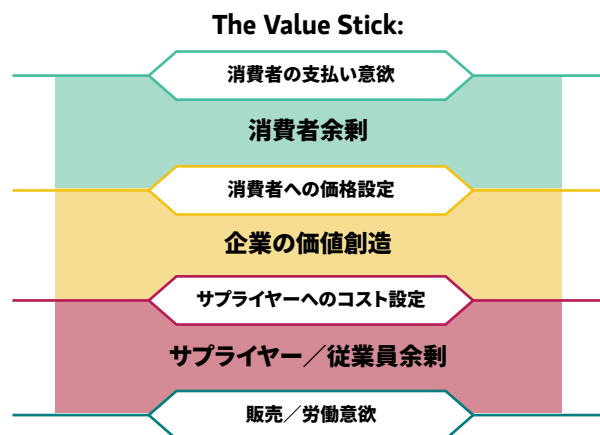 The Value Stick:
消費者の支払い意欲
消費者余剰
消費者への価格設定
企業の価値創造
サプライヤーへのコスト設定
サプライヤー／従業員余剰
販売／労働意欲